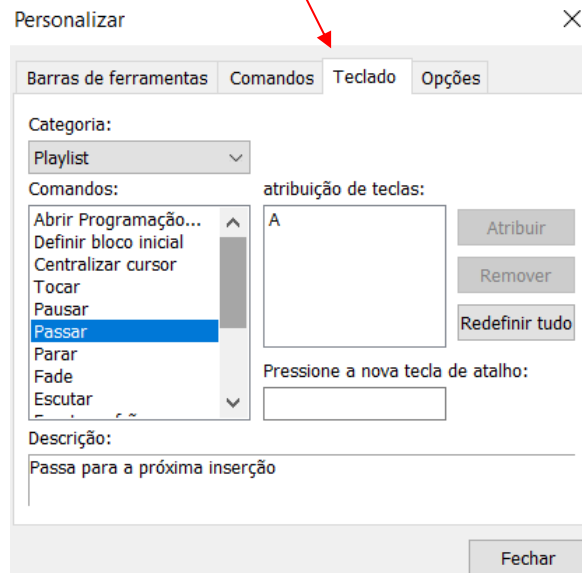 Personalizar
Barras de ferramentas Comandos Teclado Opções
Categoria:
Playlist
Comandos:
atribuição de teclas:
Abrir Programação...
Definir bloco inicial
Centralizar cursor
Tocar
Pausar
Passar
Parar
Fade
Escutar
A
Atribuir
Remover
Redefinir tudo
Pressione a nova tecla de atalho:
Descrição:
Passa para a próxima inserção
Fechar